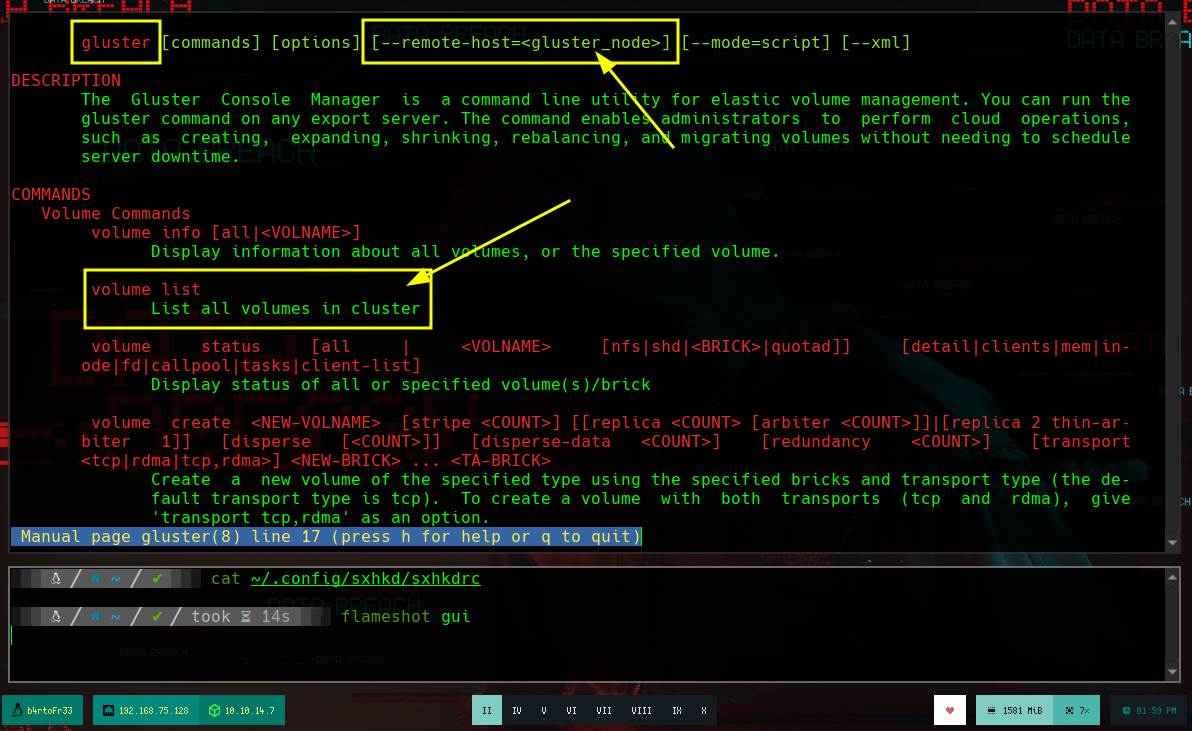 gluster [commands] [options] [--remote-host=<gluster_node>] [--mode=script] [--xml]
DESCRIPTION
The Gluster Console Manager is a command line utility for elastic volume management. You can run the
gluster command on any export server. The command enables administrators to perform cloud operations,
such as creating, expanding, shrinking, rebalancing, and migrating volumes without needing to schedule
server downtime.
COMMANDS
Volume Commands
volume info [all|<VOLNAME>]
Display information about all volumes, or the specified volume.
volume list
List all volumes in cluster
volume status [all | <VOLNAME> [nfs|shd|<BRICK>|quotad]] [detail|clients|mem|in-
ode|fd|callpool|tasks|client-list]
Display status of all or specified volume(s)/brick
volume create <NEW-VOLNAME> [stripe <COUNT>] [[replica <COUNT> [arbiter <COUNT>]]|[replica 2 thin-ar-
biter 1]] [disperse [<COUNT>]] [disperse-data <COUNT>] [redundancy <COUNT>] [transport
<tcp|rdma|tcp,rdma>] <NEW-BRICK> ... <TA-BRICK>
Create a new volume of the specified type using the specified bricks and transport type (the de-
fault transport type is tcp). To create a volume with both transports (tcp and rdma), give
'transport tcp,rdma' as an option.
Manual page gluster(8) line 17 (press h for help or q to quit)
/ ~ / ✔ cat ~/.config/sxhkd/sxhkdrc
/ ~ / ✔ / took ⌛ 14s flameshot gui
b4rtoFr33 192.168.75.128 10.10.14.7 II IV V VI VII VIII IX X 1581 MiB 7% 01:59 PM